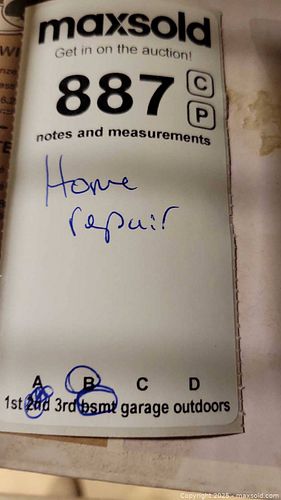 maxsold
Get in on the auction!
887 C
P
notes and measurements
Home
repair
A B C D
1st 2nd 3rd bsmt garage outdoors
Copyright 2025 - maxsold.com